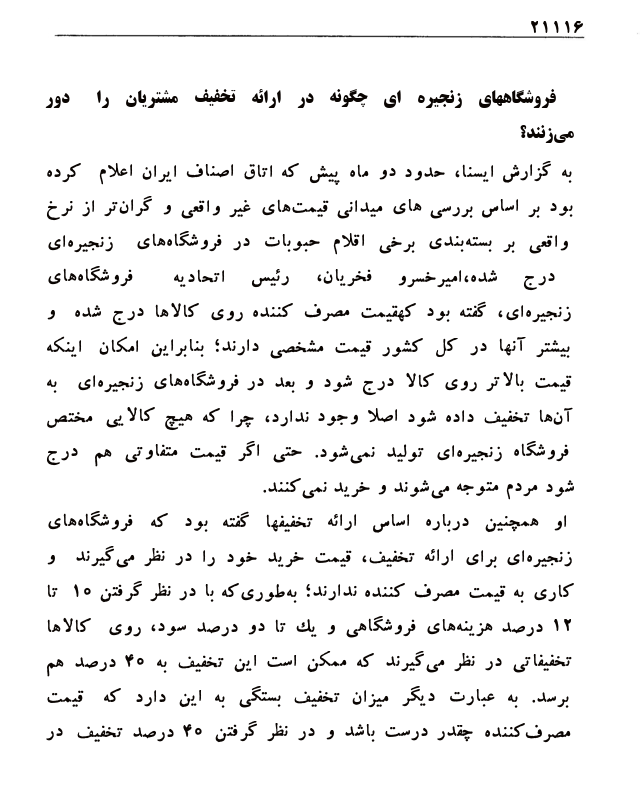 ۲۱۱۱۶
فروشگاههای زنجیره ای چگونه در ارائه تخفیف مشتریان را دور
می‌زنند؟
به گزارش ایسنا، حدود دو ماه پیش که اتاق اصناف ایران اعلام کرده
بود بر اساس بررسی های میدانی قیمت‌های غیر واقعی و گران‌تر از نرخ
واقعی بر بسته‌بندی برخی اقلام حبوبات در فروشگاه‌های زنجیره‌ای
درج شده،امیرخسرو فخریان، رئیس اتحادیه فروشگاه‌های
زنجیره‌ای، گفته بود کهقیمت مصرف کننده روی کالاها درج شده و
بیشتر آنها در کل کشور قیمت مشخصی دارند؛ بنابراین امکان اینکه
قیمت بالاتر روی کالا درج شود و بعد در فروشگاه‌های زنجیره‌ای به
آن‌ها تخفیف داده شود اصلا وجود ندارد، چرا که هیچ کالایی مختص
فروشگاه زنجیره‌ای تولید نمی‌شود. حتی اگر قیمت متفاوتی هم درج
شود مردم متوجه می‌شوند و خرید نمی‌کنند.
او همچنین درباره اساس ارائه تخفیفها گفته بود که فروشگاه‌های
زنجیره‌ای برای ارائه تخفیف، قیمت خرید خود را در نظر می‌گیرند و
کاری به قیمت مصرف کننده ندارند؛ به‌طوری‌که با در نظر گرفتن ۱۰ تا
۱۲ درصد هزینه‌های فروشگاهی و یك تا دو درصد سود، روی کالاها
تخفیفاتی در نظر می‌گیرند که ممکن است این تخفیف به ۴۰ درصد هم
برسد. به عبارت دیگر میزان تخفیف بستگی به این دارد که قیمت
مصرف‌کننده چقدر درست باشد و در نظر گرفتن ۴۰ درصد تخفیف در